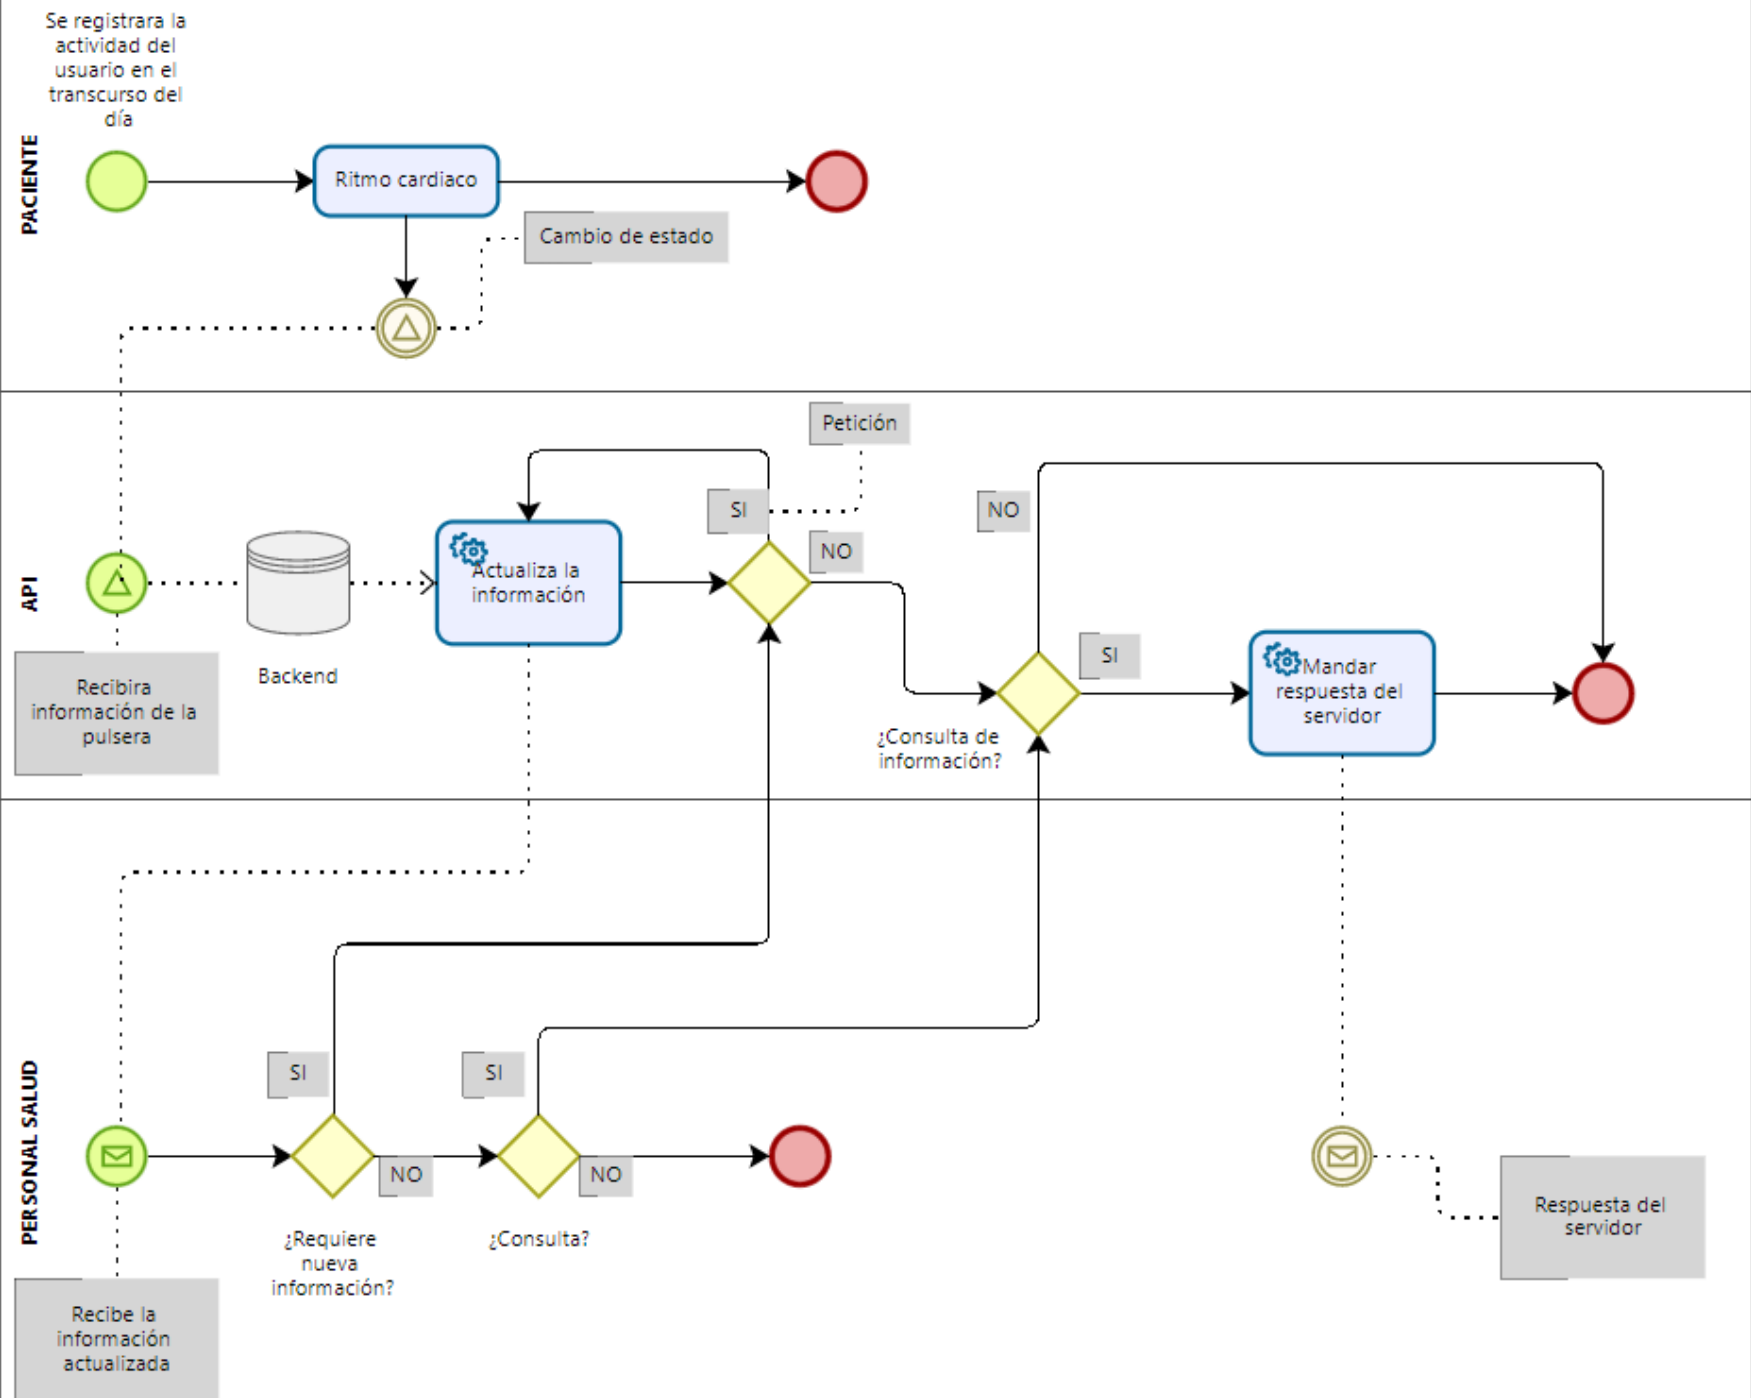 Se registrara la
actividad del
usuario en el
transcurso del
día
PACIENTE
Ritmo cardiaco
Cambio de estado
Petición
SI
NO
NO
API
Actualiza la
información
Backend
Recibira
información de la
pulsera
SI
Mandar
respuesta del
servidor
¿Consulta de
información?
PERSONAL SALUD
SI
SI
NO
NO
¿Requiere
nueva
información?
¿Consulta?
Respuesta del
servidor
Recibe la
información
actualizada